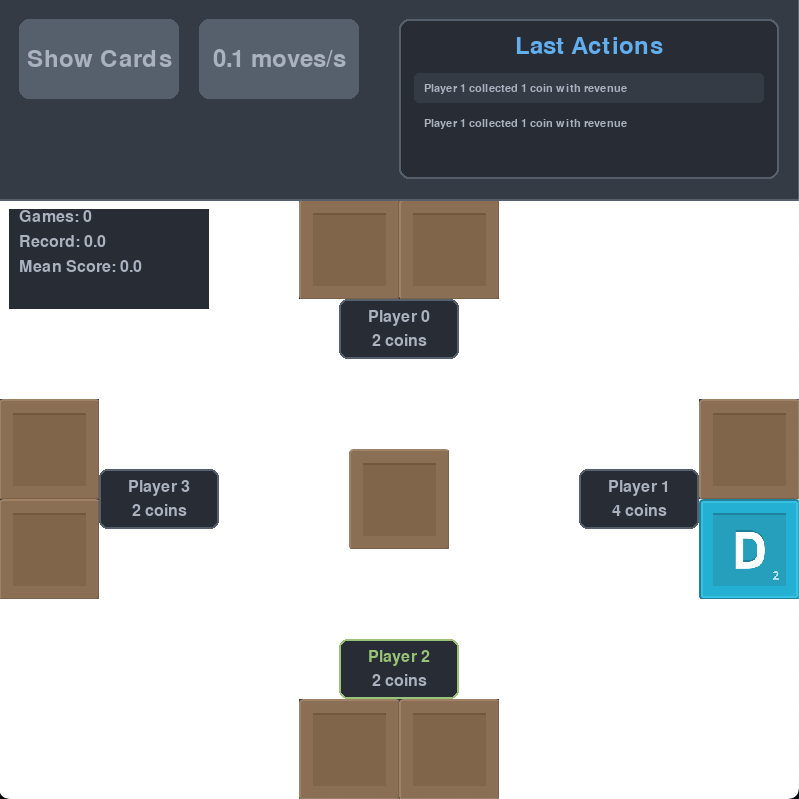 Show Cards
0.1 moves/s
Last Actions
Player 1 collected 1 coin with revenue
Player 1 collected 1 coin with revenue
Games: 0
Record: 0.0
Mean Score: 0.0
Player 0
2 coins
Player 3
2 coins
Player 1
4 coins
D
2
Player 2
2 coins